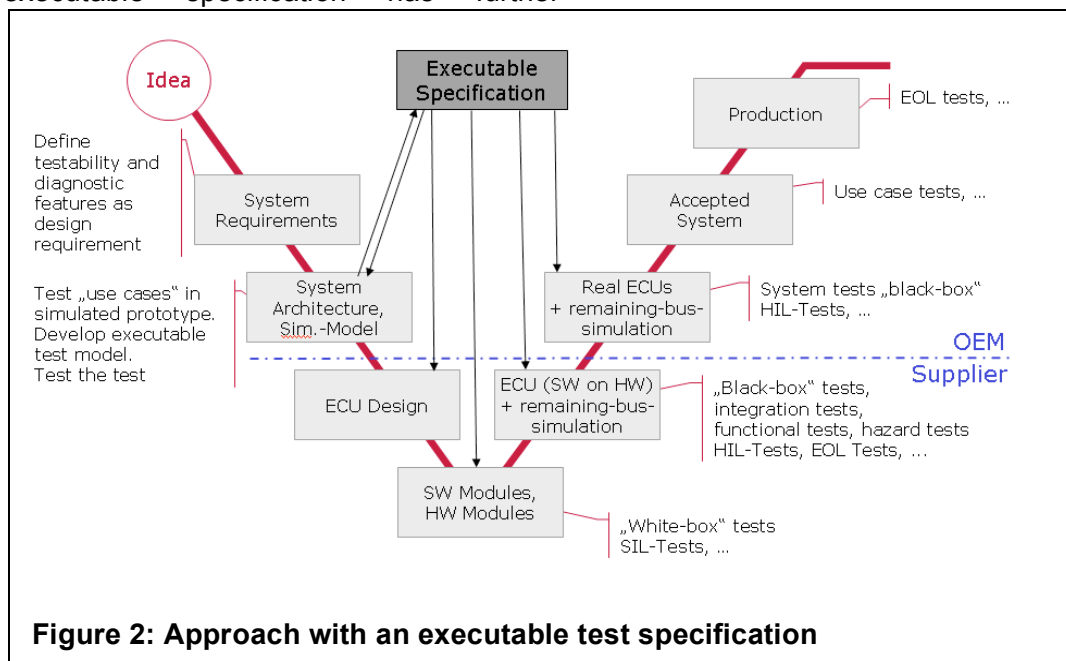 executable specification has further
Idea
Executable
Specification
Production
EOL tests, ...
Define
testability and
diagnostic
features as
design
requirement
System
Requirements
Accepted
System
Use case tests, ...
Test „use cases“ in
simulated prototype.
Develop executable
test model.
Test the test
System
Architecture,
Sim.-Model
Real ECUs
+ remaining-bus-
simulation
System tests „black-box“
HIL-Tests, ...
OEM
Supplier
ECU Design
ECU (SW on HW)
+ remaining-bus-
simulation
„Black-box“ tests,
integration tests,
functional tests, hazard tests
HIL-Tests, EOL Tests, ...
SW Modules,
HW Modules
„White-box“ tests
SIL-Tests, ...
Figure 2: Approach with an executable test specification